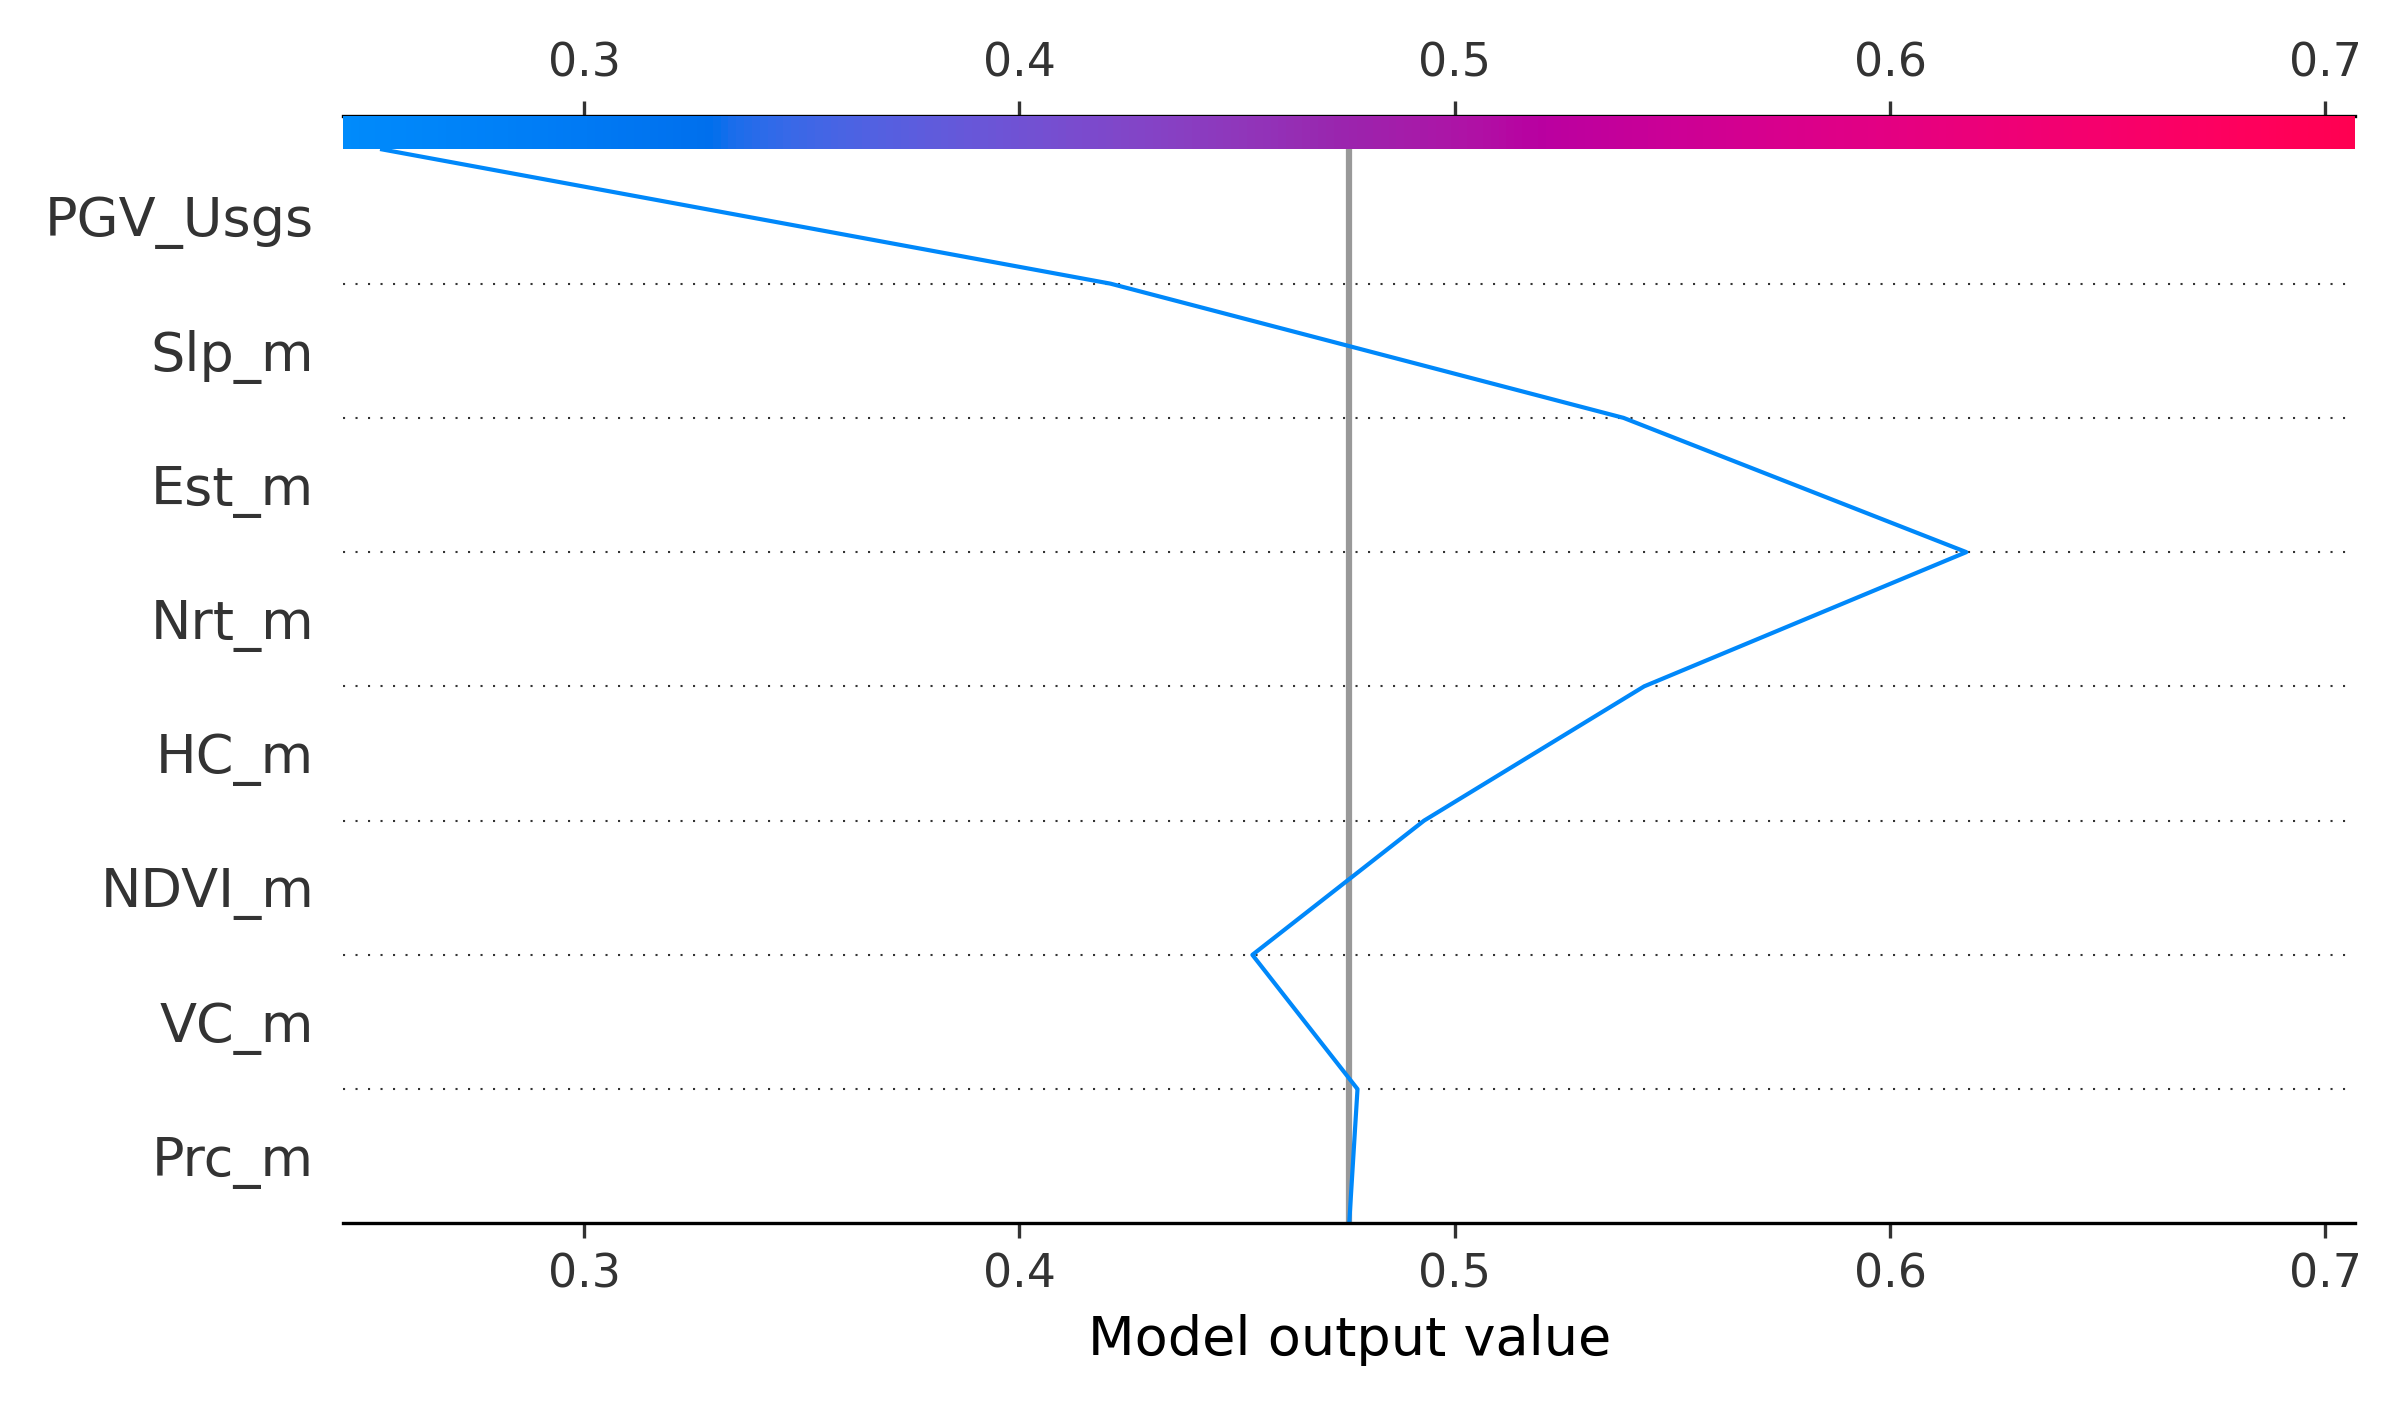 0.3 0.4 0.5 0.6 0.7
PGV_Usgs
Slp_m
Est_m
Nrt_m
HC_m
NDVI_m
VC_m
Prc_m
0.3 0.4 0.5 0.6 0.7
Model output value